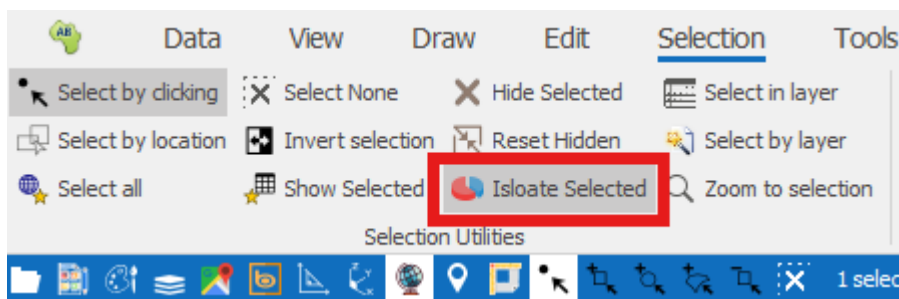 AB Data View Draw Edit Selection Tools
Select by clicking Select None Hide Selected Select in layer
Select by location Invert selection Reset Hidden Select by layer
Select all Show Selected Isloate Selected Zoom to selection
Selection Utilities
1 selec